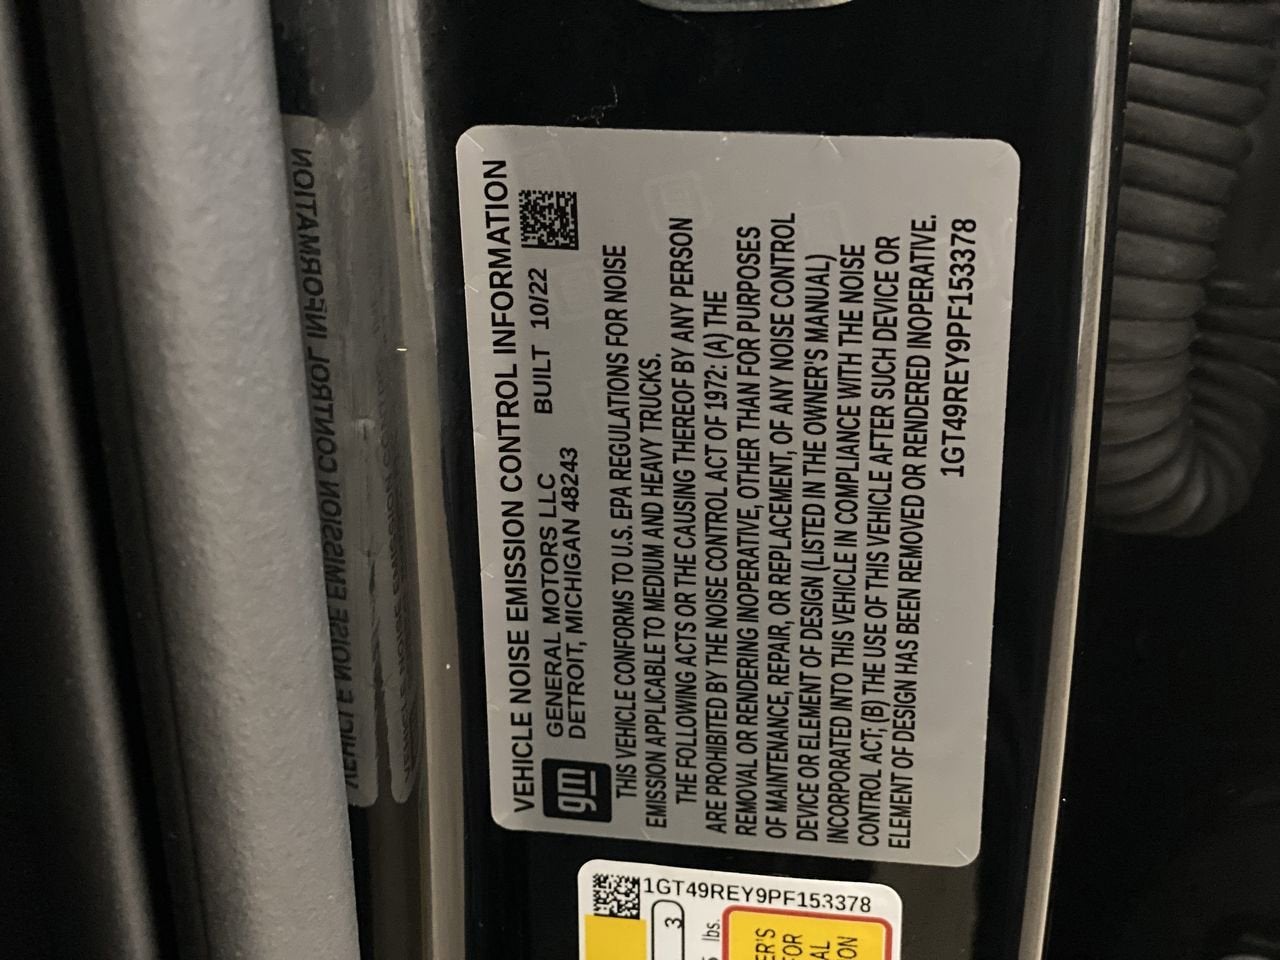 VEHICLE NOISE EMISSION CONTROL INFORMATION
gm
GENERAL MOTORS LLC BUILT 10/22
DETROIT, MICHIGAN 48243
THIS VEHICLE CONFORMS TO U.S. EPA REGULATIONS FOR NOISE
EMISSION APPLICABLE TO MEDIUM AND HEAVY TRUCKS.
THE FOLLOWING ACTS OR THE CAUSING THEREOF BY ANY PERSON
ARE PROHIBITED BY THE NOISE CONTROL ACT OF 1972: (A) THE
REMOVAL OR RENDERING INOPERATIVE, OTHER THAN FOR PURPOSES
OF MAINTENANCE, REPAIR, OR REPLACEMENT, OF ANY NOISE CONTROL
DEVICE OR ELEMENT OF DESIGN (LISTED IN THE OWNER'S MANUAL)
INCORPORATED INTO THIS VEHICLE IN COMPLIANCE WITH THE NOISE
CONTROL ACT; (B) THE USE OF THIS VEHICLE AFTER SUCH DEVICE OR
ELEMENT OF DESIGN HAS BEEN REMOVED OR RENDERED INOPERATIVE.
1GT49REY9PF153378
1GT49REY9PF153378
3
lbs.